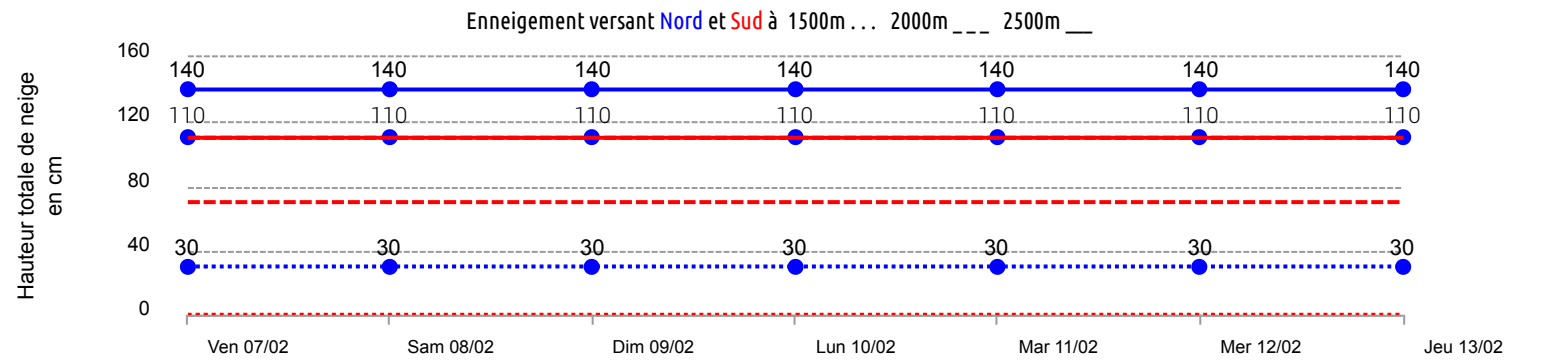 Enneigement versant Nord et Sud à 1500m . . . 2000m _ _ _ 2500m __
Hauteur totale de neige
en cm
160
140 140 140 140 140 140 140
120
110 110 110 110 110 110 110
80
40
30 30 30 30 30 30 30
0
Ven 07/02 Sam 08/02 Dim 09/02 Lun 10/02 Mar 11/02 Mer 12/02 Jeu 13/02